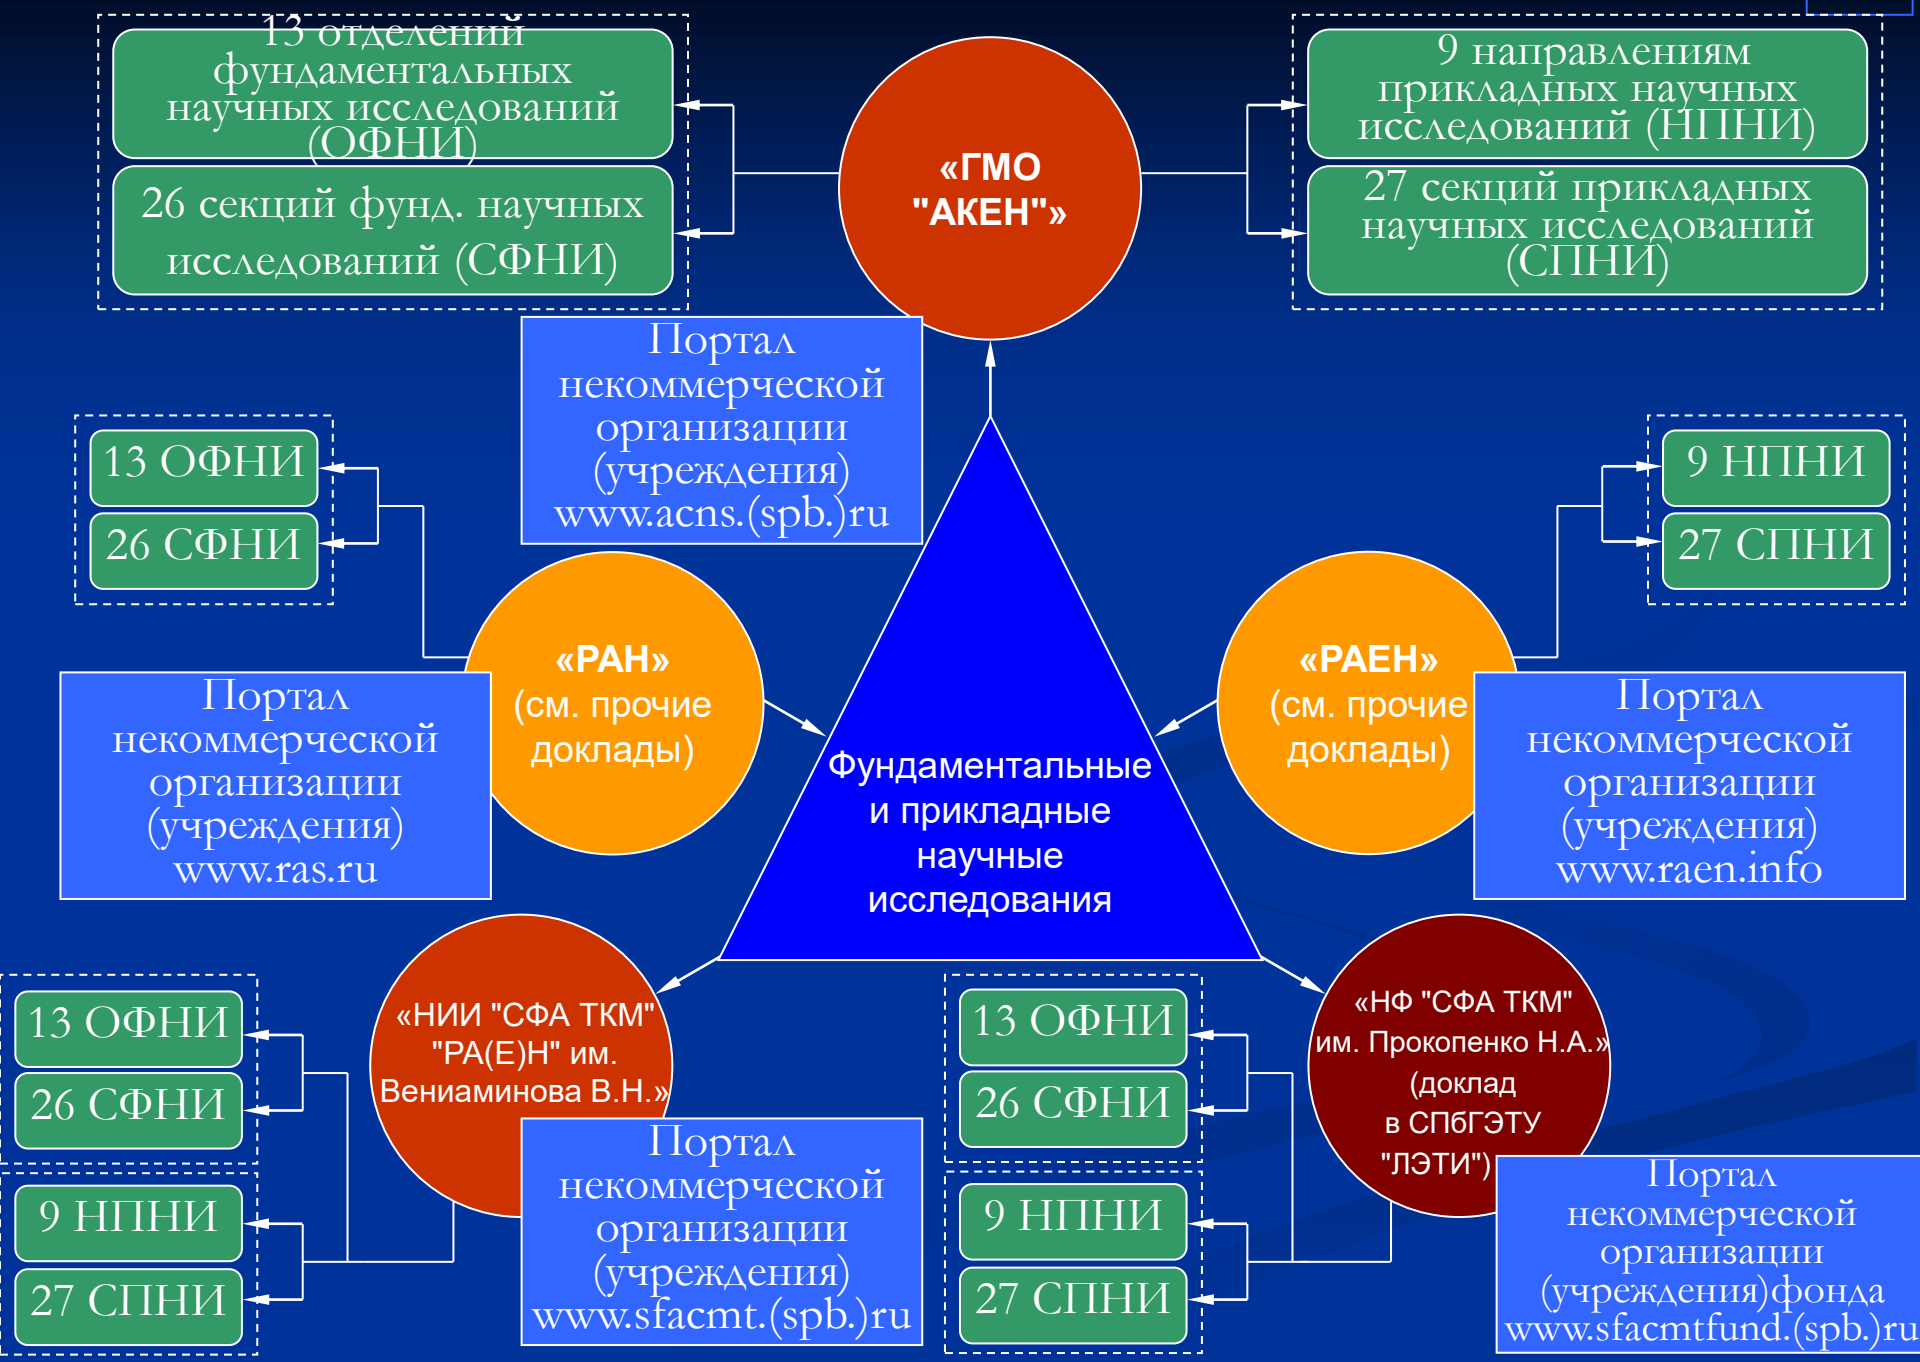 13 отделений
фундаментальных
научных исследований
(ОФНИ)
26 секций фунд. научных
исследований (СФНИ)
«ГМО
"АКЕН"»
9 направлениям
прикладных научных
исследований (НПНИ)
27 секций прикладных
научных исследований
(СПНИ)
Портал
некоммерческой
организации
(учреждения)
www.acns.(spb.)ru
13 ОФНИ
26 СФНИ
9 НПНИ
27 СПНИ
«РАН»
(см. прочие
доклады)
«РАЕН»
(см. прочие
доклады)
Портал
некоммерческой
организации
(учреждения)
www.ras.ru
Фундаментальные
и прикладные
научные
исследования
Портал
некоммерческой
организации
(учреждения)
www.raen.info
«НИИ "СФА ТКМ"
"РА(Е)Н" им.
Вениаминова В.Н.»
13 ОФНИ
26 СФНИ
9 НПНИ
27 СПНИ
Портал
некоммерческой
организации
(учреждения)
www.sfacmt.(spb.)ru
13 ОФНИ
26 СФНИ
9 НПНИ
27 СПНИ
«НФ "СФА ТКМ"
им. Прокопенко Н.А.»
(доклад
в СПбГЭТУ
"ЛЭТИ")
Портал
некоммерческой
организации
(учреждения)фонда
www.sfacmtfund.(spb.)ru